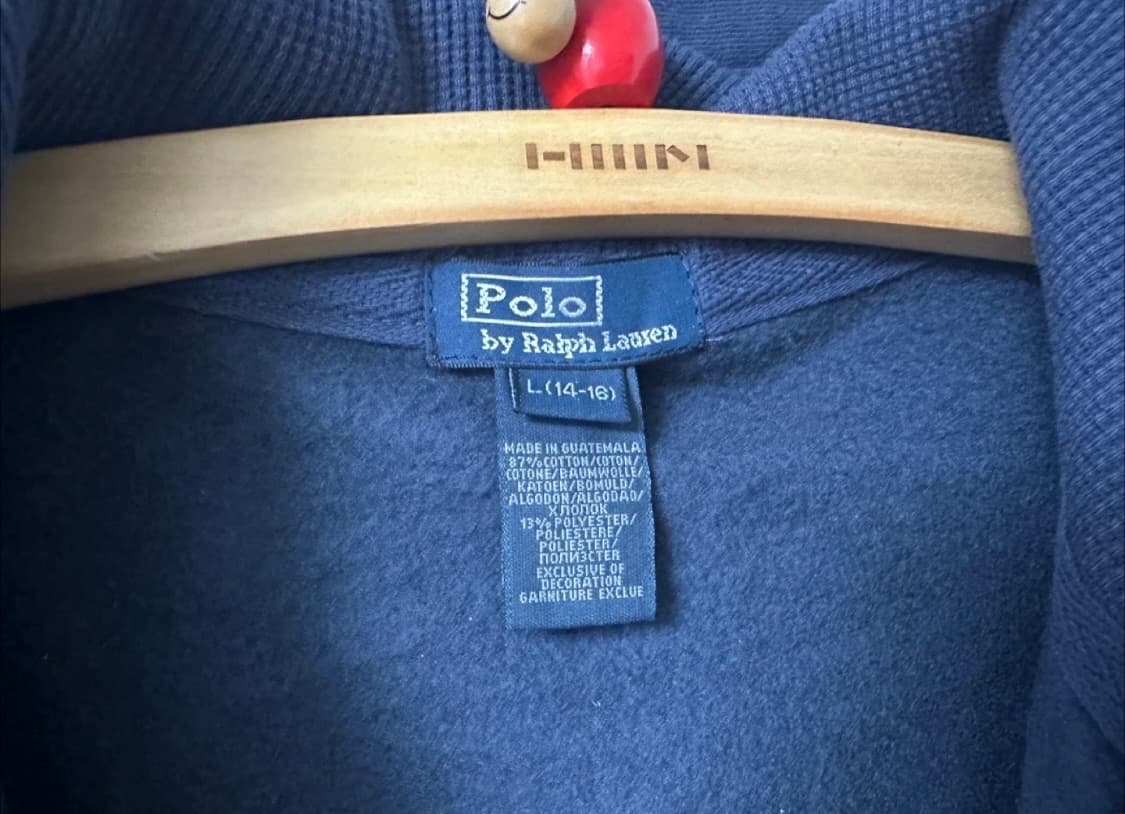 Polo
by Ralph Lauren
L(14-16)
MADE IN GUATEMALA
87%COTTON/COTON/
COTONE/BAUMWOLLE/
KATOEN/BOMULD/
ALGODON/ALGODAO/
ХЛОПОК
13% POLYESTER/
POLIESTERE/
POLIESTER/
ПОЛИЭСТЕР
EXCLUSIVE OF
DECORATION
GARNITURE EXCLUE